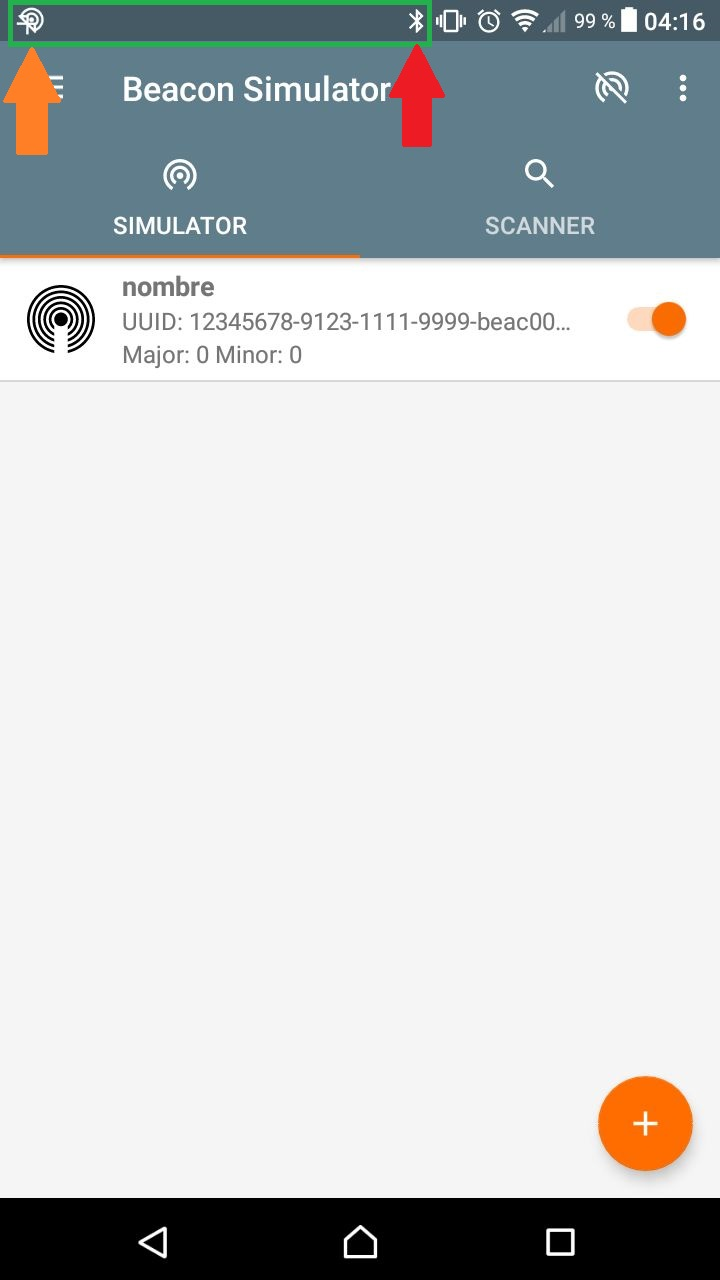 99 % 04:16
Beacon Simulator
SIMULATOR SCANNER
nombre
UUID: 12345678-9123-1111-9999-beac00...
Major: 0 Minor: 0